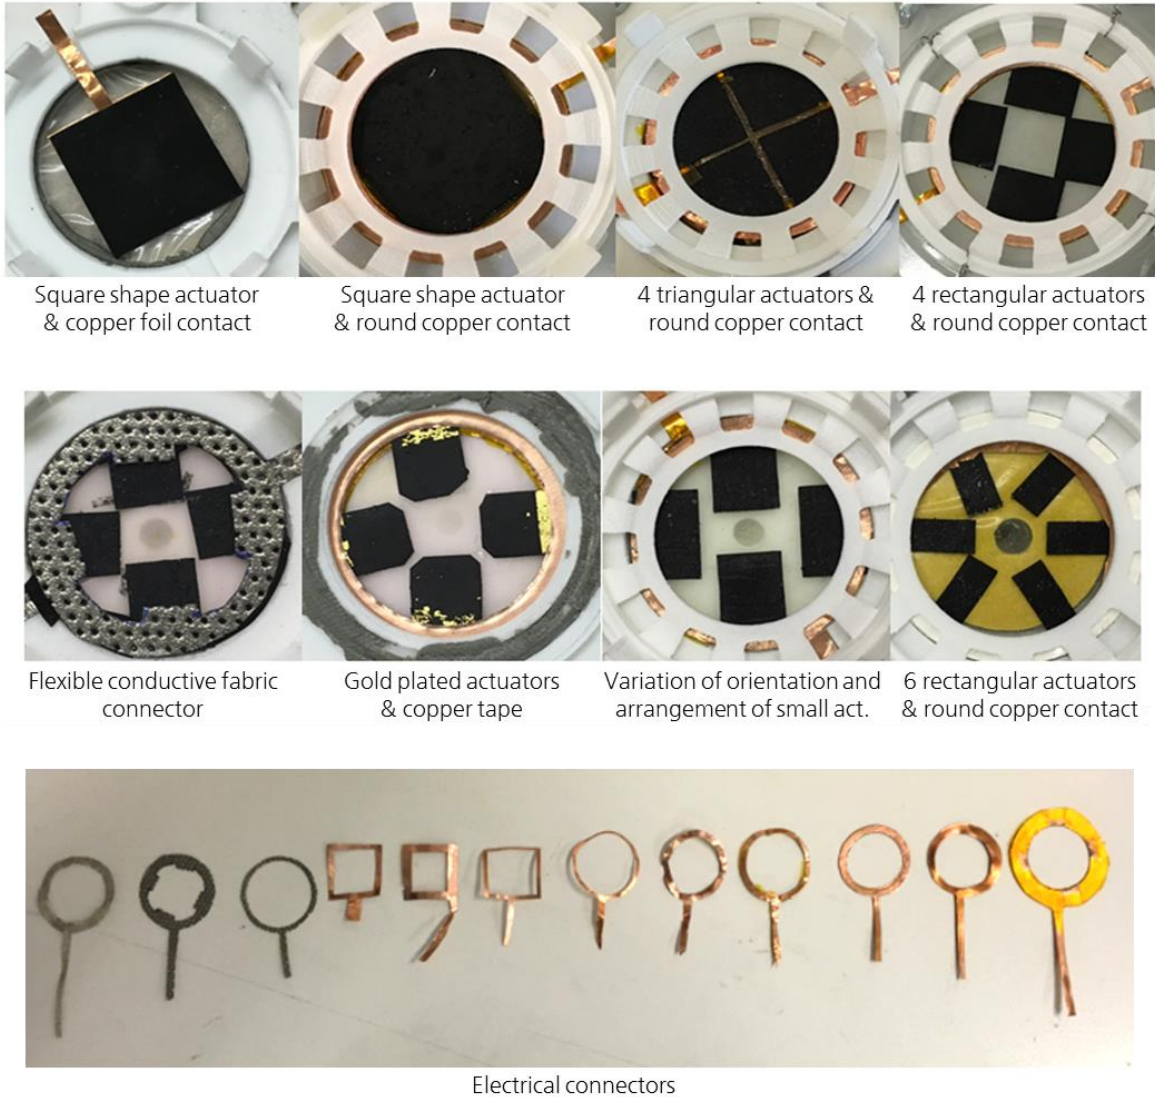 Square shape actuator
& copper foil contact
Square shape actuator
& round copper contact
4 triangular actuators &
round copper contact
4 rectangular actuators
& round copper contact
Flexible conductive fabric
connector
Gold plated actuators
& copper tape
Variation of orientation and
arrangement of small act.
6 rectangular actuators
& round copper contact
Electrical connectors